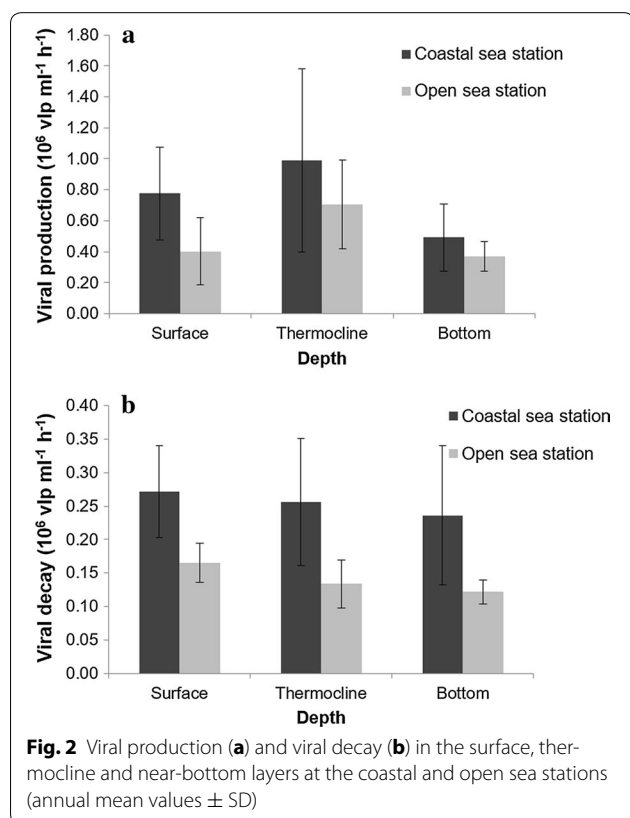 a
Viral production (10⁶ vlp ml⁻¹ h⁻¹)
1.80
1.60
1.40
1.20
1.00
0.80
0.60
0.40
0.20
0.00
Coastal sea station
Open sea station
Surface Thermocline Bottom
Depth
b
Viral decay (10⁶ vlp ml⁻¹ h⁻¹)
0.40
0.35
0.30
0.25
0.20
0.15
0.10
0.05
0.00
Coastal sea station
Open sea station
Surface Thermocline Bottom
Depth
Fig. 2 Viral production (a) and viral decay (b) in the surface, ther-
mocline and near-bottom layers at the coastal and open sea stations
(annual mean values ± SD)